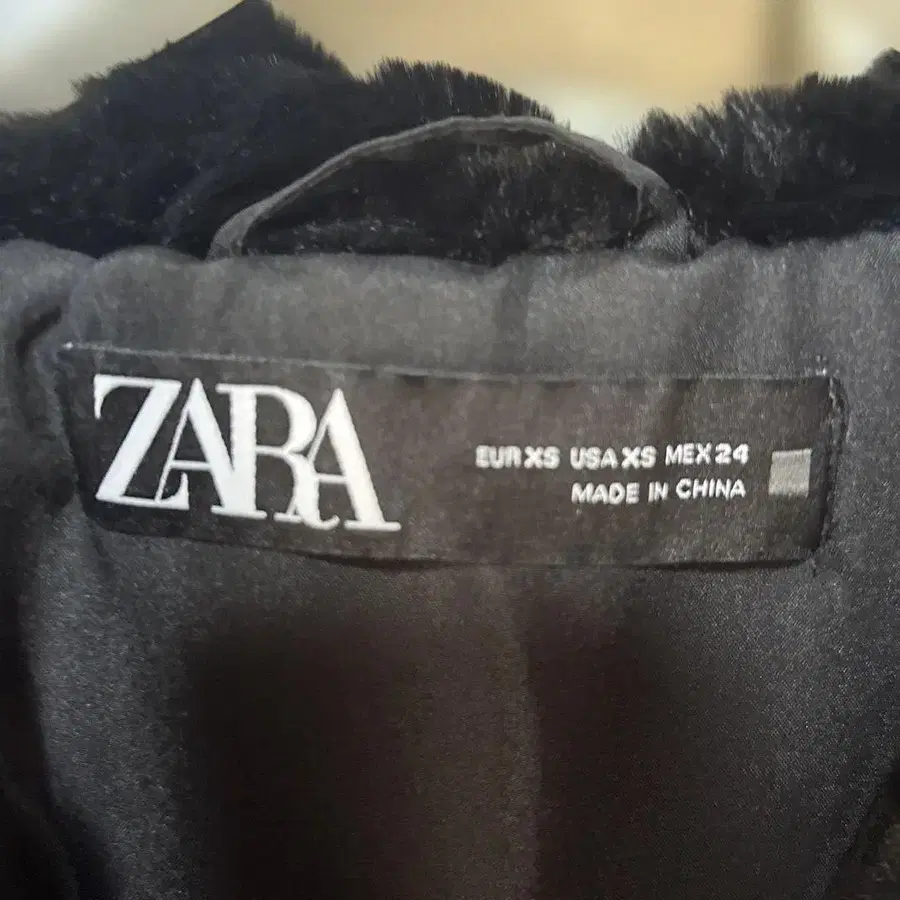 ZARA
EUR XS USA XS MEX 24
MADE IN CHINA